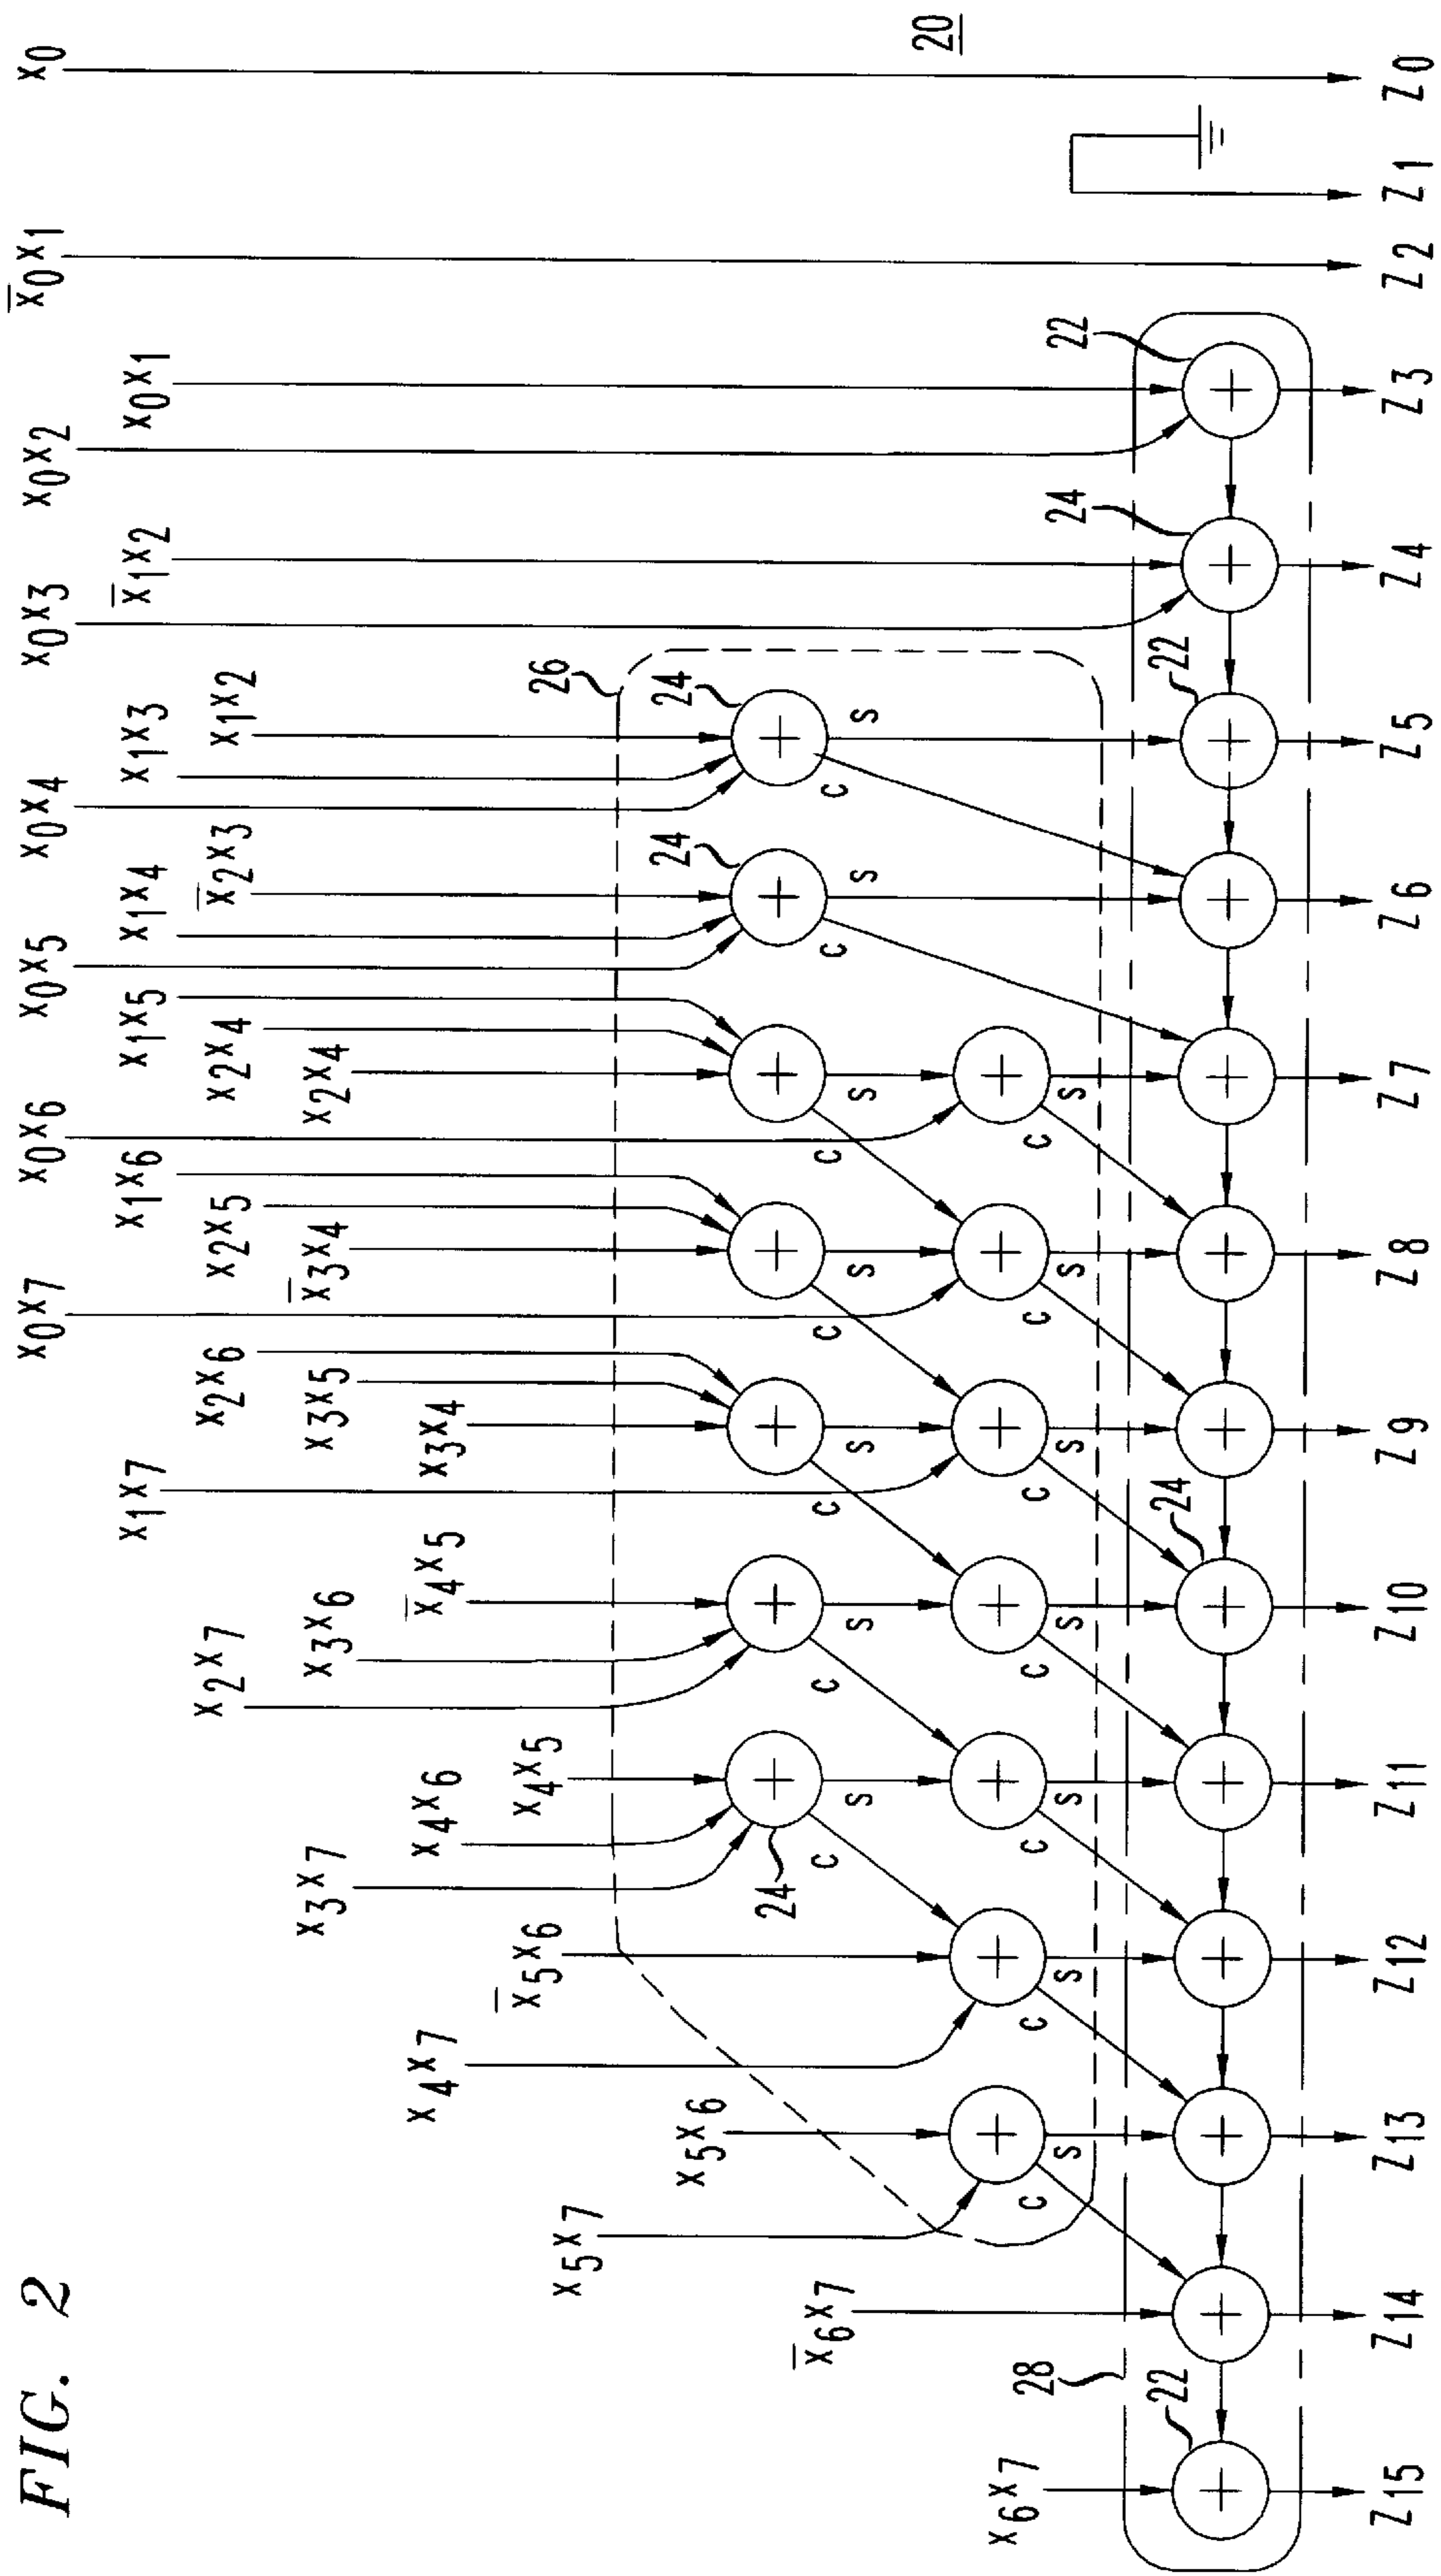 FIG. 2
x0
x̅0x1
x0x1
x0x2
x̅1x2
x0x3
x1x2
x1x3
x0x4
x̅2x3
x1x4
x0x5
x1x5
x2x4
x2x4
x0x6
x1x6
x2x5
x̅3x4
x0x7
x2x6
x3x5
x3x4
x1x7
x̅4x5
x3x6
x2x7
x4x5
x4x6
x3x7
x̅5x6
x4x7
x5x6
x5x7
x̅6x7
x6x7
20
22
24
26
24
22
24
24
24
28
22
S
C
S
C
S
C
S
C
S
C
S
C
S
C
S
C
S
C
S
C
S
C
S
C
S
C
S
C
Z15
Z14
Z13
Z12
Z11
Z10
Z9
Z8
Z7
Z6
Z5
Z4
Z3
Z2
Z1
Z0